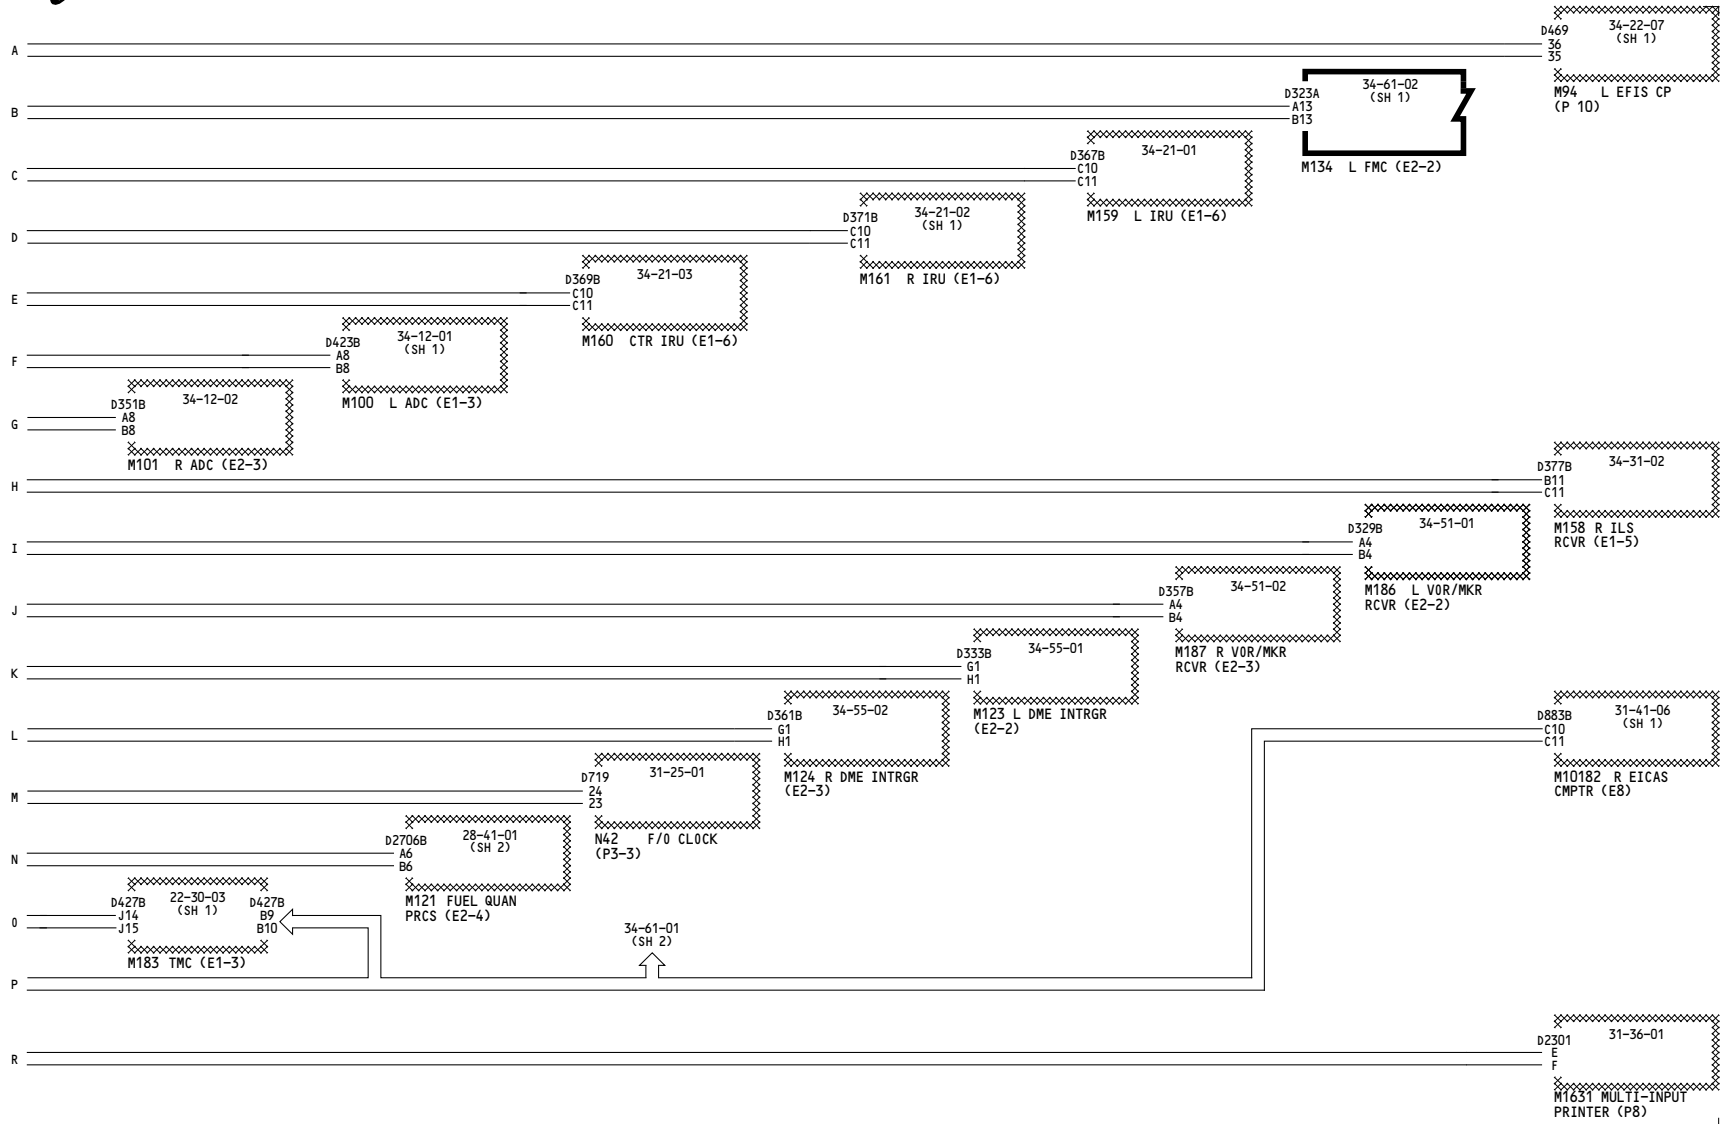 A
D469
36
35
34-22-07
(SH 1)
M94 L EFIS CP
(P 10)
B
D323A
A13
B13
34-61-02
(SH 1)
M134 L FMC (E2-2)
C
D367B
C10
C11
34-21-01
M159 L IRU (E1-6)
D
D371B
C10
C11
34-21-02
(SH 1)
M161 R IRU (E1-6)
E
D369B
C10
C11
34-21-03
M160 CTR IRU (E1-6)
F
D423B
A8
B8
34-12-01
(SH 1)
M100 L ADC (E1-3)
G
D351B
A8
B8
34-12-02
M101 R ADC (E2-3)
H
D377B
B11
C11
34-31-02
M158 R ILS
RCVR (E1-5)
I
D329B
A4
B4
34-51-01
M186 L VOR/MKR
RCVR (E2-2)
J
D357B
A4
B4
34-51-02
M187 R VOR/MKR
RCVR (E2-3)
K
D333B
G1
H1
34-55-01
M123 L DME INTRGR
(E2-2)
L
D361B
G1
H1
34-55-02
M124 R DME INTRGR
(E2-3)
D883B
C10
C11
31-41-06
(SH 1)
M10182 R EICAS
CMPTR (E8)
M
D719
24
23
31-25-01
N42 F/O CLOCK
(P3-3)
N
D2706B
A6
B6
28-41-01
(SH 2)
M121 FUEL QUAN
PRCS (E2-4)
O
D427B
J14
J15
22-30-03
(SH 1)
D427B
B9
B10
M183 TMC (E1-3)
34-61-01
(SH 2)
P
R
D2301
E
F
31-36-01
M1631 MULTI-INPUT
PRINTER (P8)